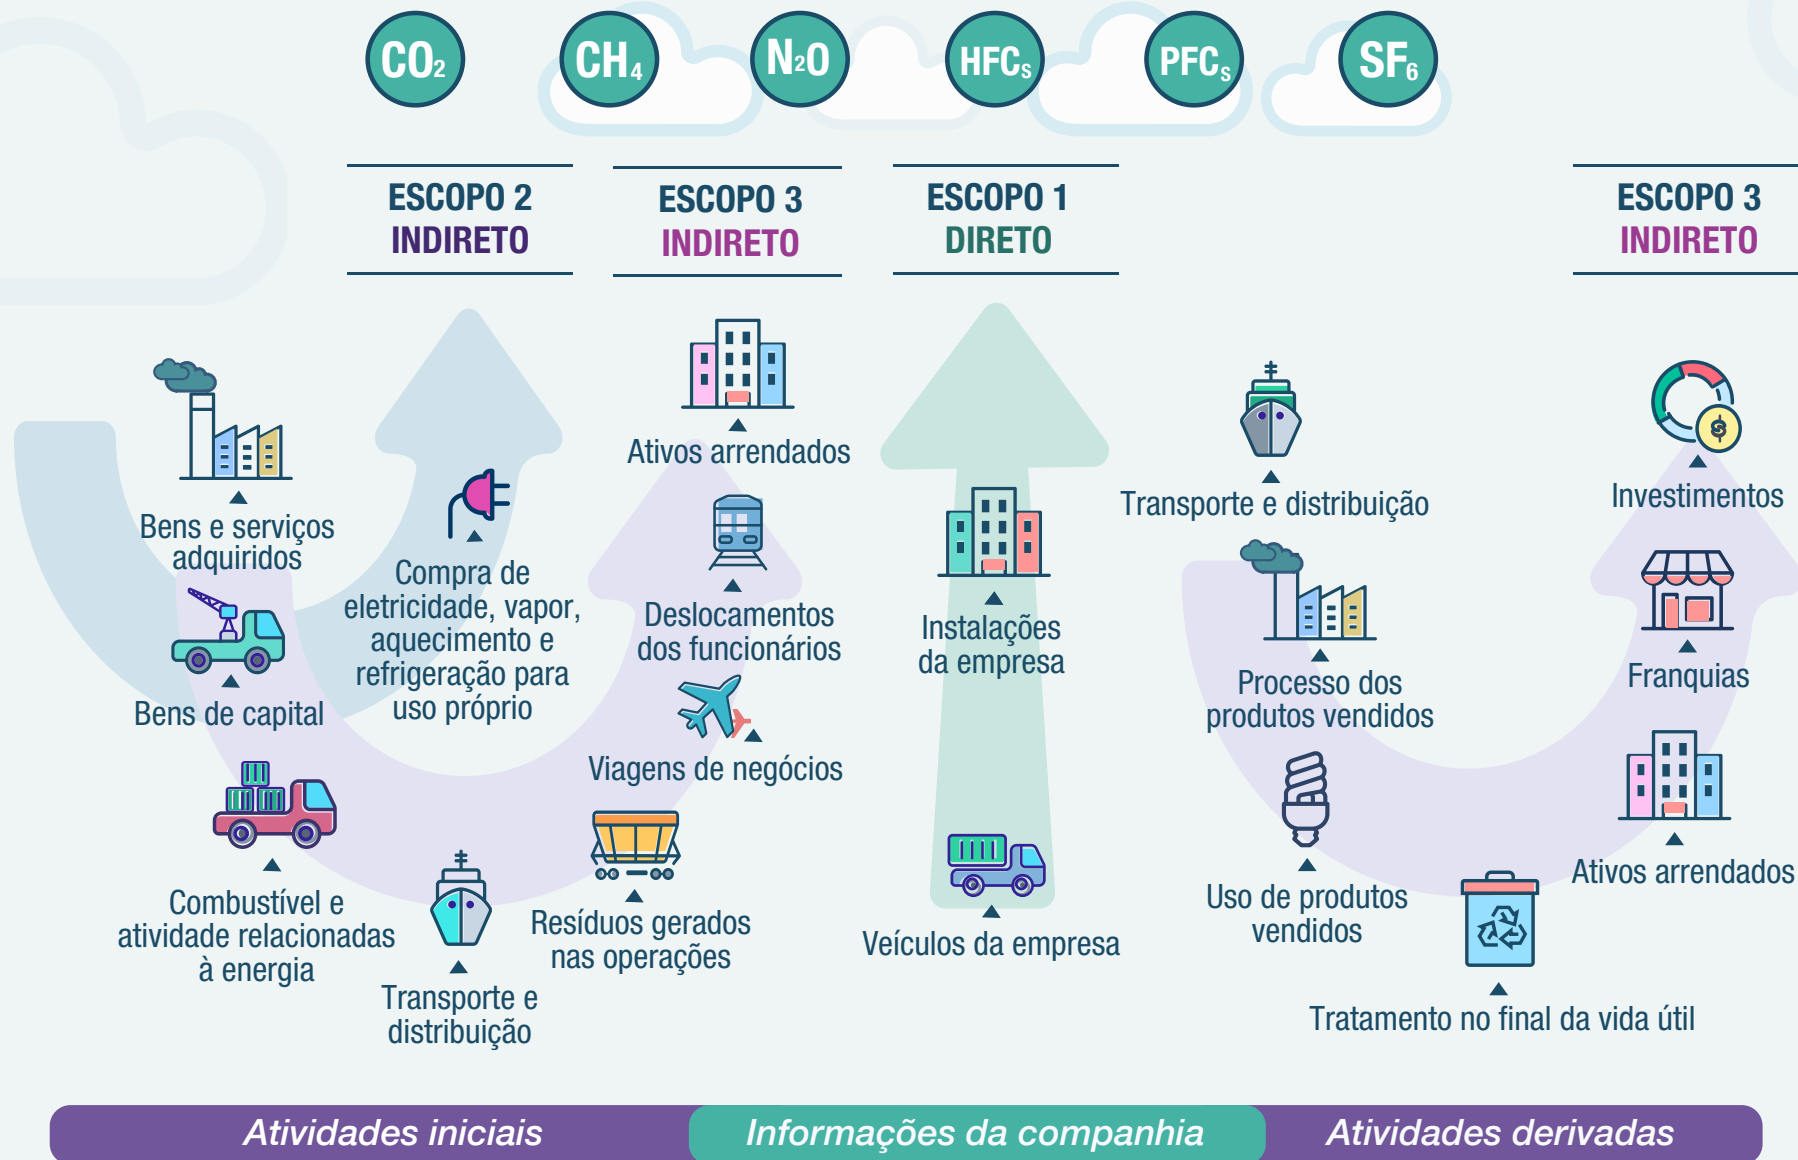 CO2
CH4
N2O
HFCs
PFCs
SF6
ESCOPO 2
INDIRETO
ESCOPO 3
INDIRETO
ESCOPO 1
DIRETO
ESCOPO 3
INDIRETO
Bens e serviços
adquiridos
Bens de capital
Combustível e
atividade relacionadas
à energia
Compra de
eletricidade, vapor,
aquecimento e
refrigeração para
uso próprio
Transporte e
distribuição
Ativos arrendados
Deslocamentos
dos funcionários
Viagens de negócios
Resíduos gerados
nas operações
Instalações
da empresa
Veículos da empresa
Transporte e distribuição
Processo dos
produtos vendidos
Uso de produtos
vendidos
Tratamento no final da vida útil
$
Investimentos
Franquias
Ativos arrendados
Atividades iniciais
Informações da companhia
Atividades derivadas